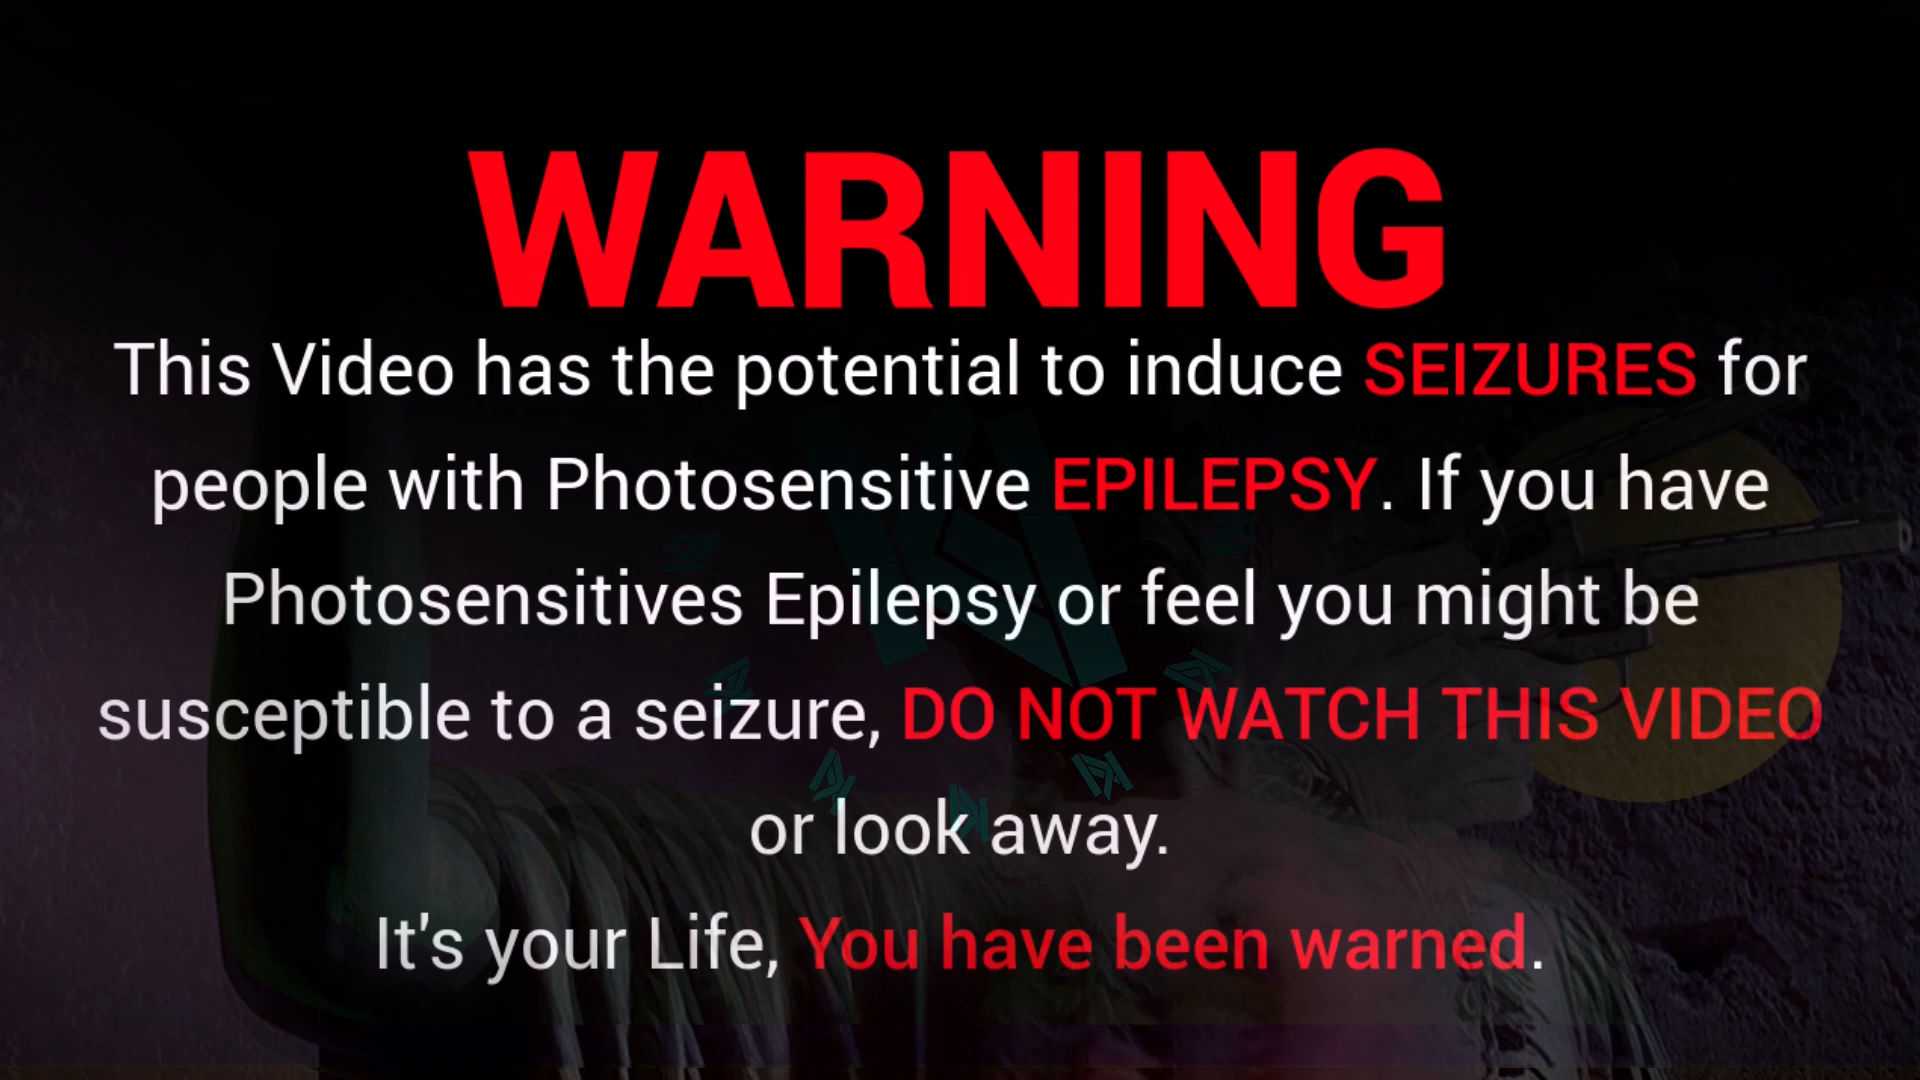 WARNING
This Video has the potential to induce SEIZURES for
people with Photosensitive EPILEPSY. If you have
Photosensitives Epilepsy or feel you might be
susceptible to a seizure, DO NOT WATCH THIS VIDEO
or look away.
It's your Life, You have been warned.